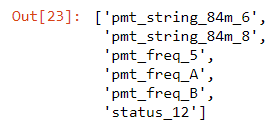 Out[23]: ['pmt_string_84m_6',
'pmt_string_84m_8',
'pmt_freq_5',
'pmt_freq_A',
'pmt_freq_B',
'status_12']